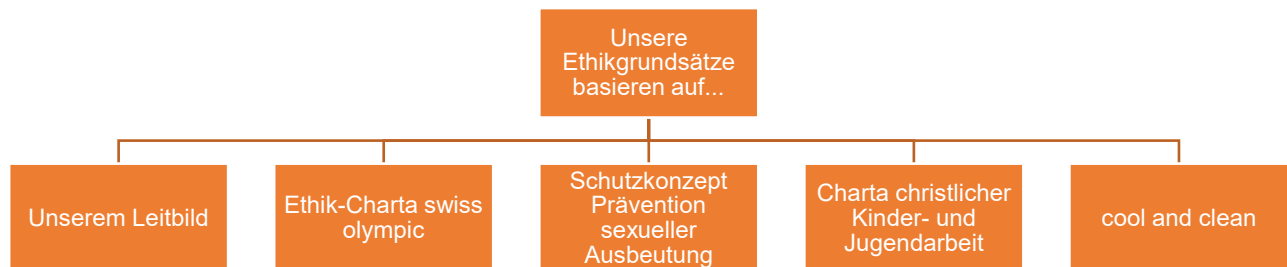 Unsere
Ethikgrundsätze
basieren auf...
Unserem Leitbild
Ethik-Charta swiss
olympic
Schutzkonzept
Prävention
sexueller
Ausbeutung
Charta christlicher
Kinder- und
Jugendarbeit
cool and clean